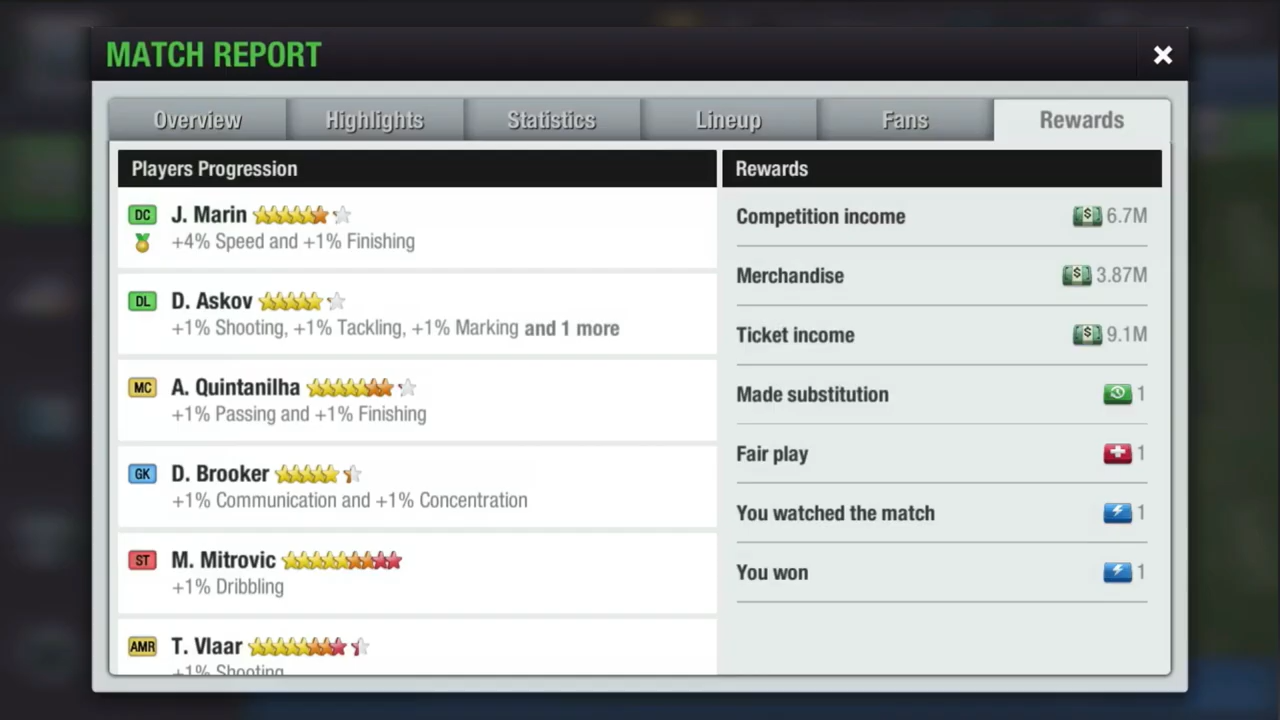 MATCH REPORT
Overview
Highlights
Statistics
Lineup
Fans
Rewards
Players Progression
DC J. Marin
+4% Speed and +1% Finishing
DL D. Askov
+1% Shooting, +1% Tackling, +1% Marking and 1 more
MC A. Quintanilha
+1% Passing and +1% Finishing
GK D. Brooker
+1% Communication and +1% Concentration
ST M. Mitrovic
+1% Dribbling
AMR T. Vlaar
+1% Shooting
Rewards
Competition income $ 6.7M
Merchandise $ 3.87M
Ticket income $ 9.1M
Made substitution 1
Fair play 1
You watched the match 1
You won 1